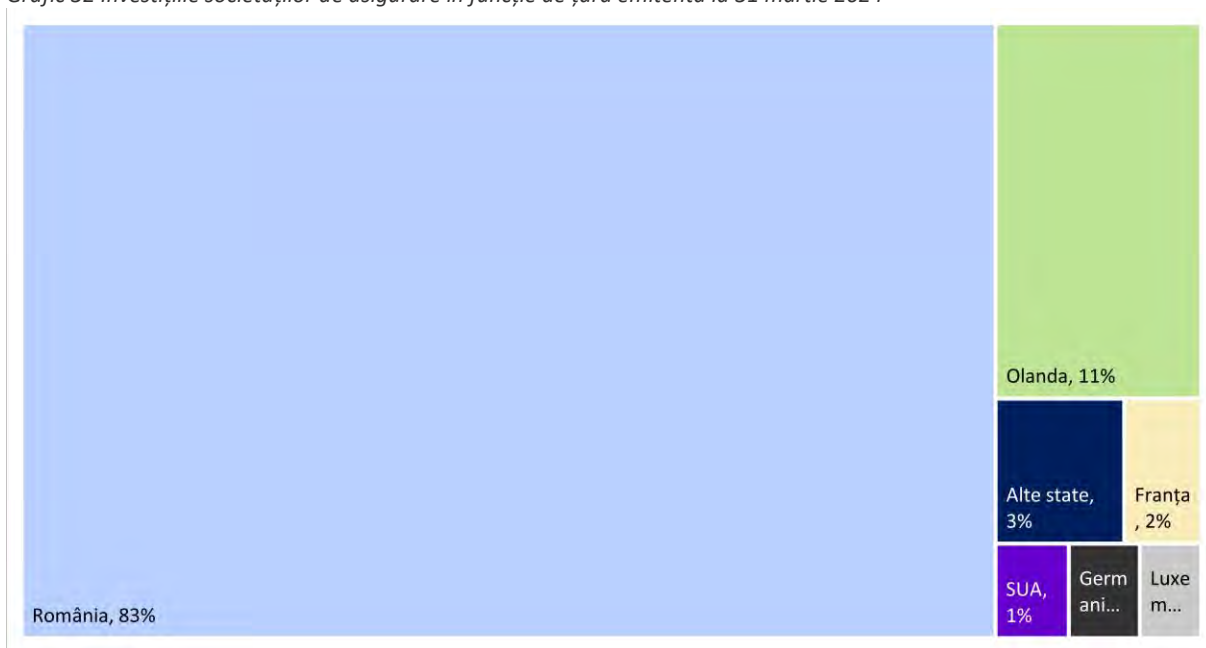 Grafic 32 Investițiile societăților de asigurare în funcție de țara emitentă la 31 martie 2024
Olanda, 11%
Alte state,
3%
Franța
, 2%
România, 83%
SUA,
1%
Germ
ani...
Luxe
m...